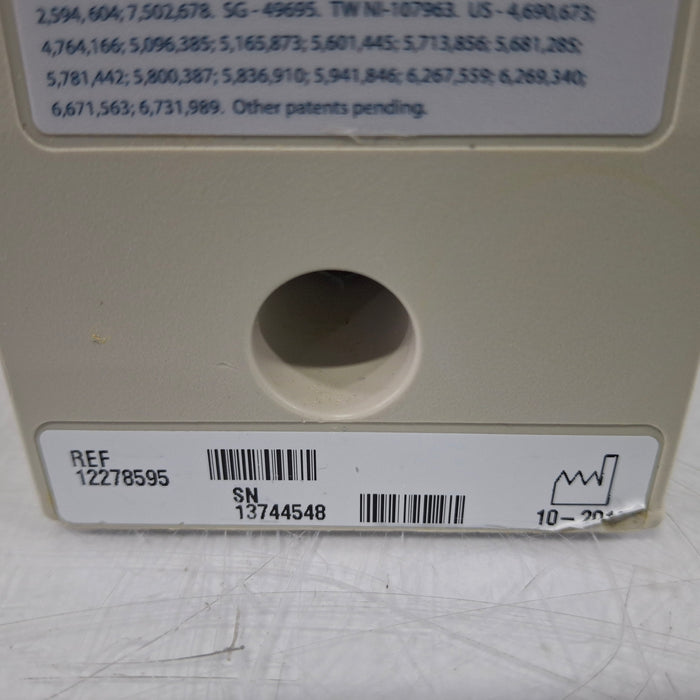 2,594,604; 7,502,678. SG - 49695. TW NI-107963. US - 4,690,673;
4,764,166; 5,096,385; 5,165,873; 5,601,445; 5,713,856; 5,681,285;
5,781,442; 5,800,387; 5,836,910; 5,941,846; 6,267,559; 6,269,340;
6,671,563; 6,731,989. Other patents pending.
REF
12278595
SN
13744548
10-201